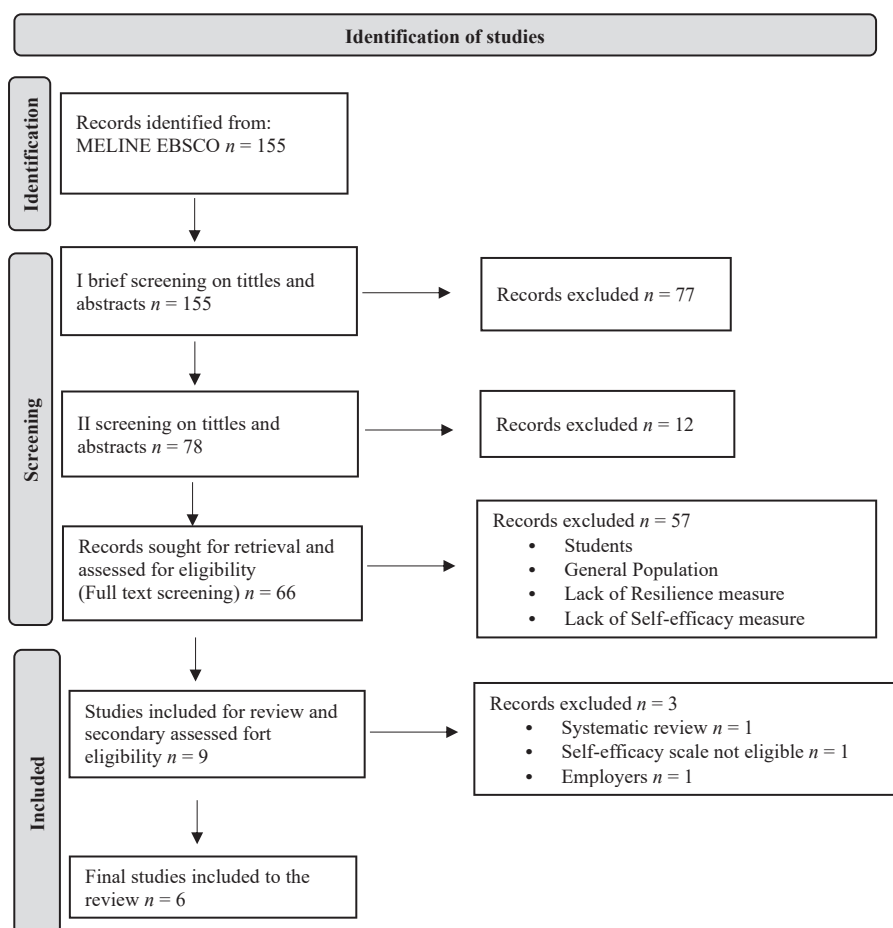 Identification of studies
Identification
Records identified from:
MELINE EBSCO n = 155
Screening
I brief screening on tittles and
abstracts n = 155
Records excluded n = 77
II screening on tittles and
abstracts n = 78
Records excluded n = 12
Records sought for retrieval and
assessed for eligibility
(Full text screening) n = 66
Records excluded n = 57
• Students
• General Population
• Lack of Resilience measure
• Lack of Self-efficacy measure
Included
Studies included for review and
secondary assessed fort
eligibility n = 9
Records excluded n = 3
• Systematic review n = 1
• Self-efficacy scale not eligible n = 1
• Employers n = 1
Final studies included to the
review n = 6